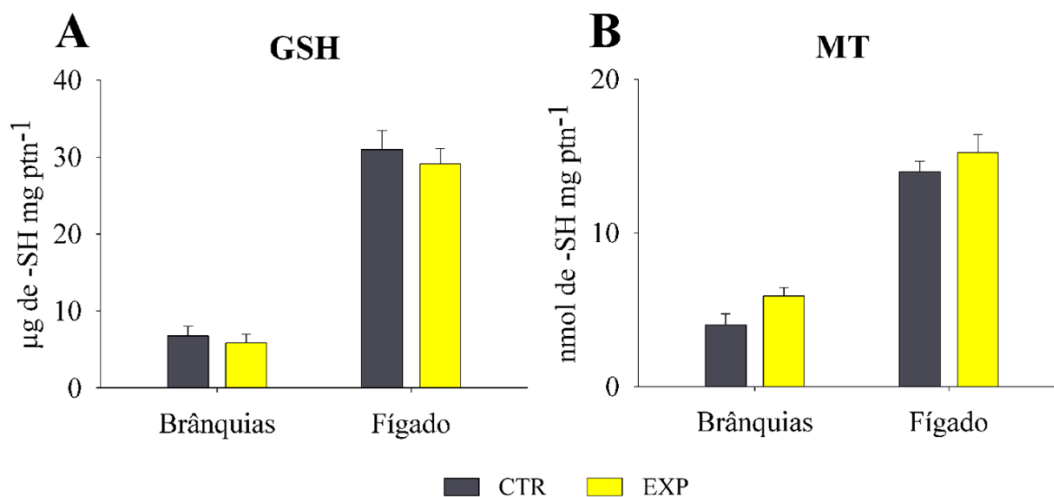 A
GSH
40
30
20
10
0
µg de -SH mg ptn⁻¹
Brânquias
Fígado
B
MT
20
10
0
nmol de -SH mg ptn⁻¹
Brânquias
Fígado
CTR
EXP